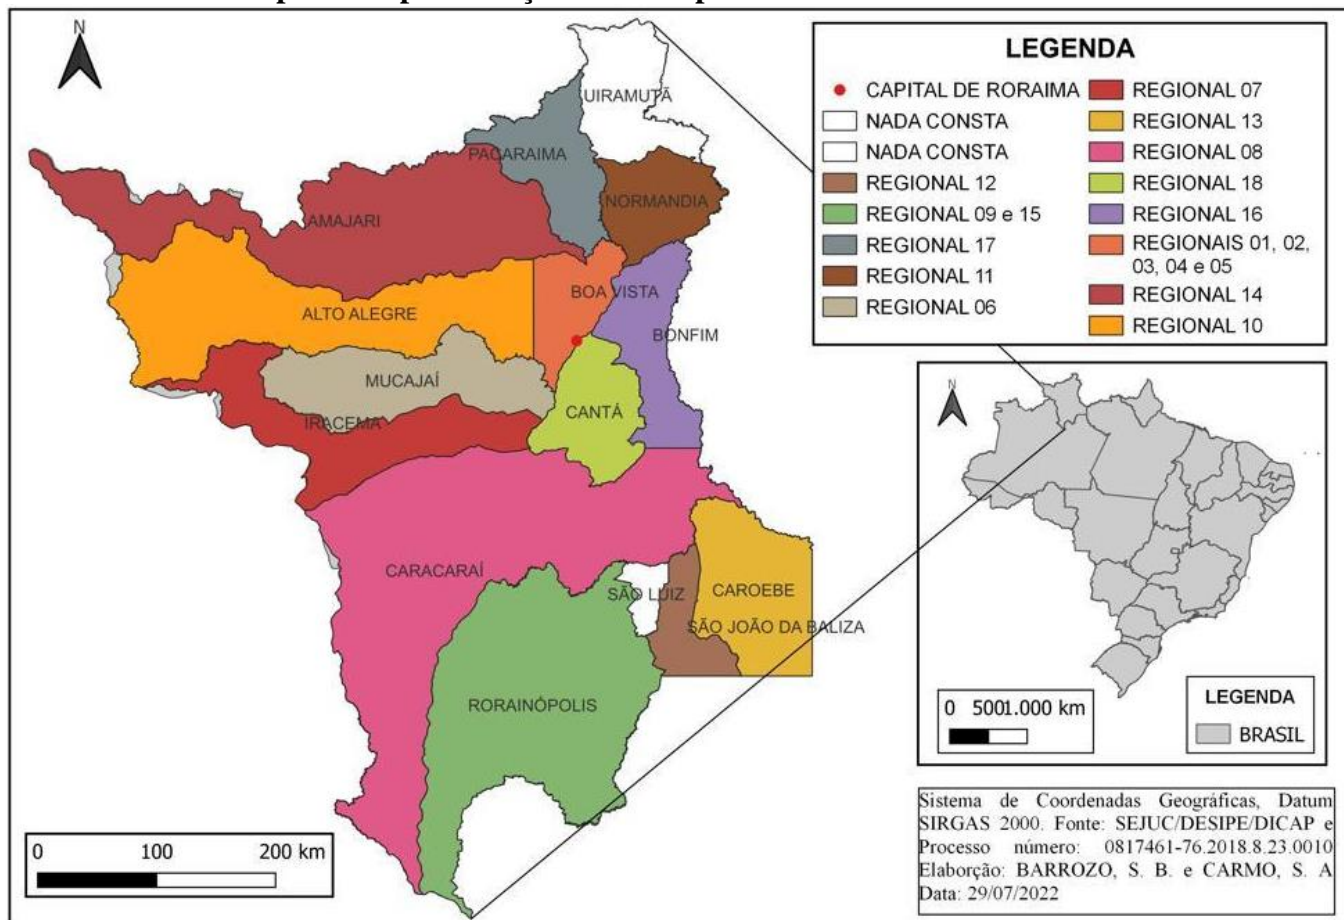 N
UIRAMUTÃ
PACARAIMA
NORMANDIA
AMAJARI
BOA VISTA
ALTO ALEGRE
BONFIM
MUCAJAÍ
CANTÁ
IRACEMA
CARACARAÍ
SÃO LUIZ
CAROEBE
SÃO JOÃO DA BALIZA
RORAINÓPOLIS
0 100 200 km
LEGENDA
CAPITAL DE RORAIMA
NADA CONSTA
NADA CONSTA
REGIONAL 12
REGIONAL 09 e 15
REGIONAL 17
REGIONAL 11
REGIONAL 06
REGIONAL 07
REGIONAL 13
REGIONAL 08
REGIONAL 18
REGIONAL 16
REGIONAIS 01, 02,
03, 04 e 05
REGIONAL 14
REGIONAL 10
N
0 5001.000 km
LEGENDA
BRASIL
Sistema de Coordenadas Geográficas, Datum
SIRGAS 2000. Fonte: SEJUC/DESIPE/DICAP e
Processo número: 0817461-76.2018.8.23.0010
Elaborção: BARROZO, S. B. e CARMO, S. A
Data: 29/07/2022